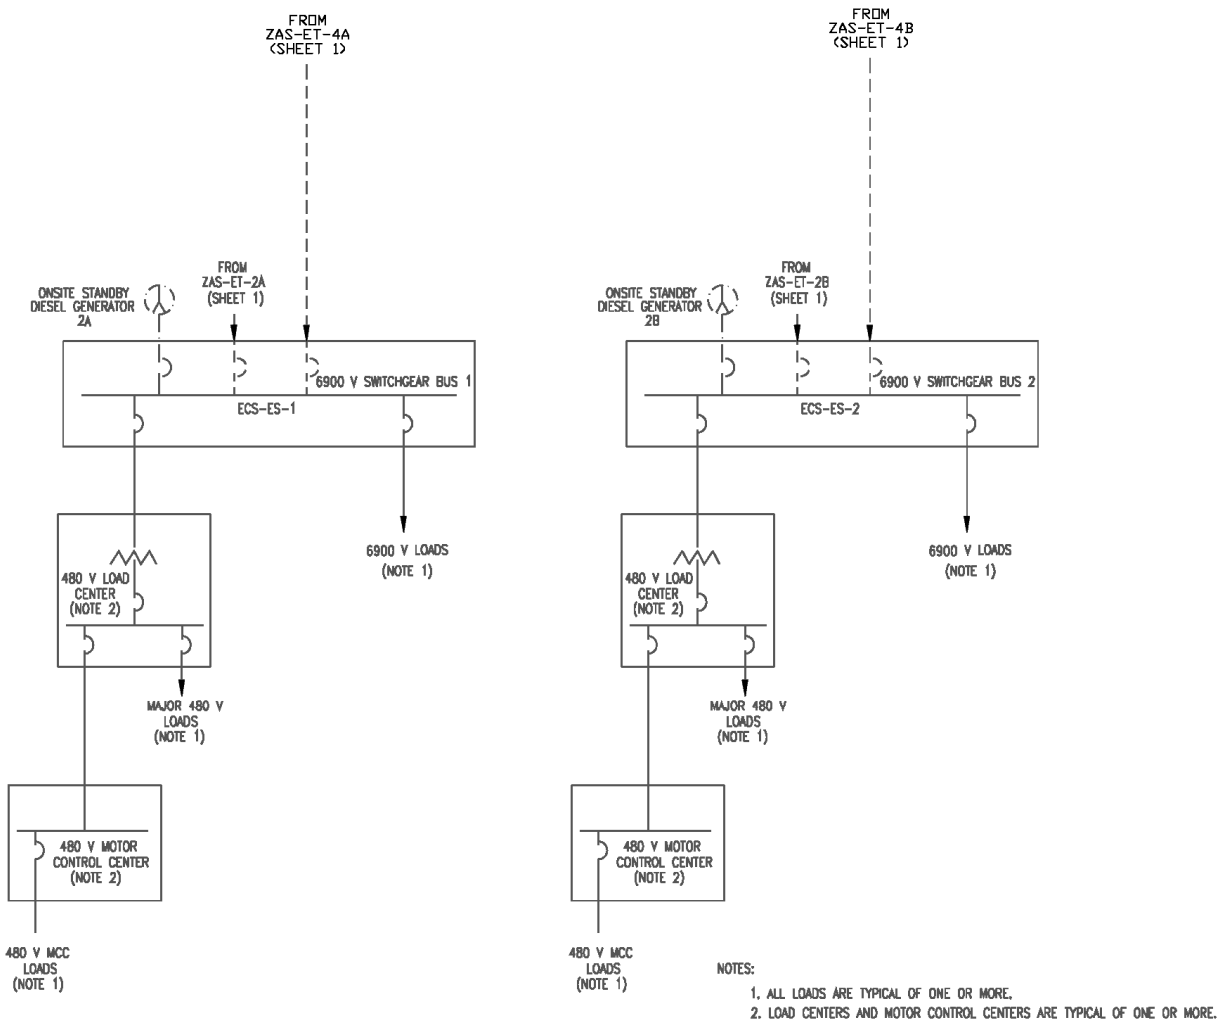 FROM
ZAS-ET-4A
(SHEET 1)
FROM
ZAS-ET-4B
(SHEET 1)
ONSITE STANDBY
DIESEL GENERATOR
2A
FROM
ZAS-ET-2A
(SHEET 1)
6900 V SWITCHGEAR BUS 1
ECS-ES-1
6900 V LOADS
(NOTE 1)
480 V LOAD
CENTER
(NOTE 2)
MAJOR 480 V
LOADS
(NOTE 1)
480 V MOTOR
CONTROL CENTER
(NOTE 2)
480 V MCC
LOADS
(NOTE 1)
ONSITE STANDBY
DIESEL GENERATOR
2B
FROM
ZAS-ET-2B
(SHEET 1)
6900 V SWITCHGEAR BUS 2
ECS-ES-2
6900 V LOADS
(NOTE 1)
480 V LOAD
CENTER
(NOTE 2)
MAJOR 480 V
LOADS
(NOTE 1)
480 V MOTOR
CONTROL CENTER
(NOTE 2)
480 V MCC
LOADS
(NOTE 1)
NOTES:
1. ALL LOADS ARE TYPICAL OF ONE OR MORE.
2. LOAD CENTERS AND MOTOR CONTROL CENTERS ARE TYPICAL OF ONE OR MORE.